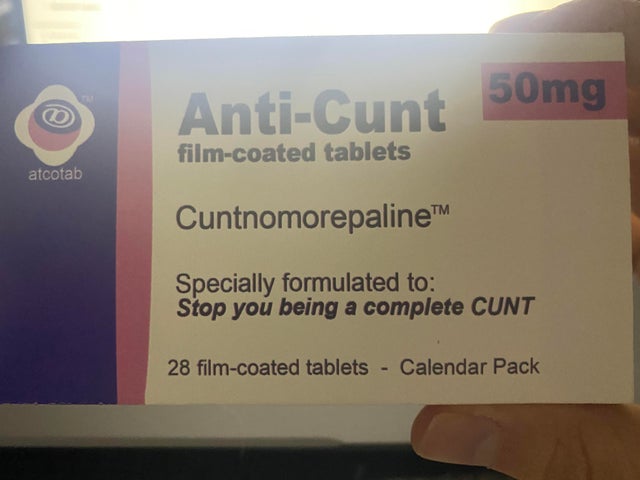 Anti-Cunt
50mg
film-coated tablets
TM
atcotab
Cuntnomorepaline™
Specially formulated to:
Stop you being a complete CUNT
28 film-coated tablets - Calendar Pack